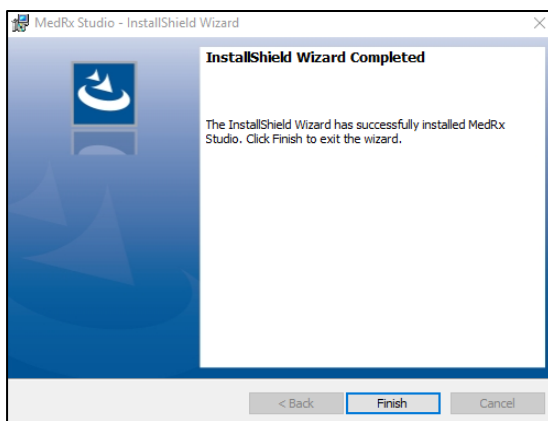 MedRx Studio - InstallShield Wizard
InstallShield Wizard Completed
The InstallShield Wizard has successfully installed MedRx
Studio. Click Finish to exit the wizard.
< Back
Finish
Cancel